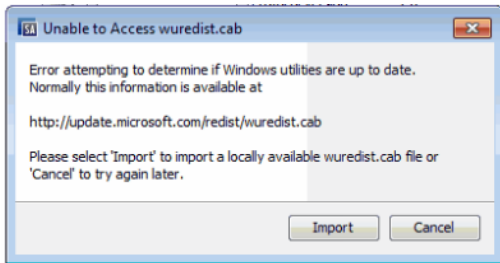 SA Unable to Access wuredist.cab
Error attempting to determine if Windows utilities are up to date.
Normally this information is available at
http://update.microsoft.com/redist/wuredist.cab
Please select 'Import' to import a locally available wuredist.cab file or
'Cancel' to try again later.
Import Cancel